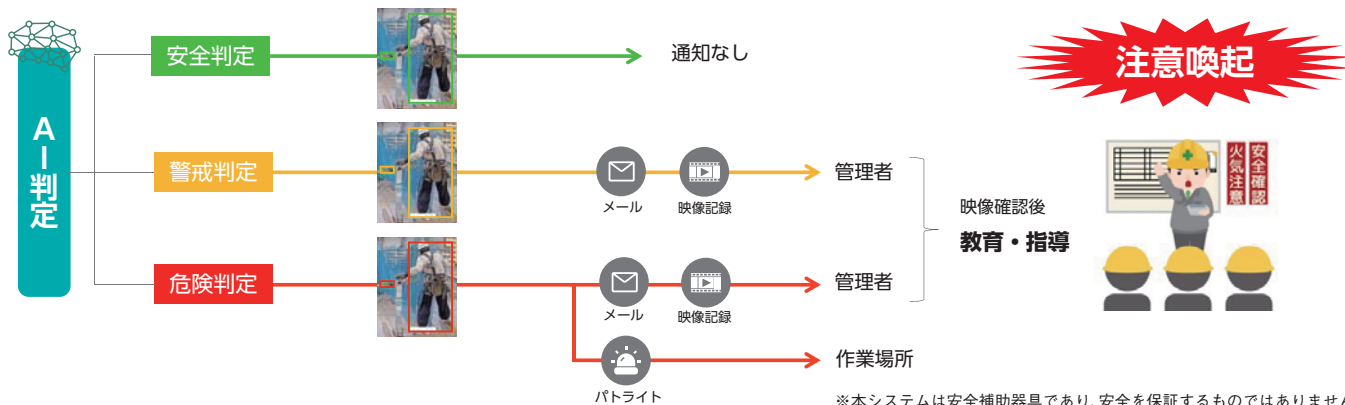 AI判定
安全判定
通知なし
注意喚起
警戒判定
メール
映像記録
管理者
映像確認後
教育・指導
安全確認
火気注意
危険判定
メール
映像記録
管理者
パトライト
作業場所
※本システムは安全補助器具であり、安全を保証するものではありません